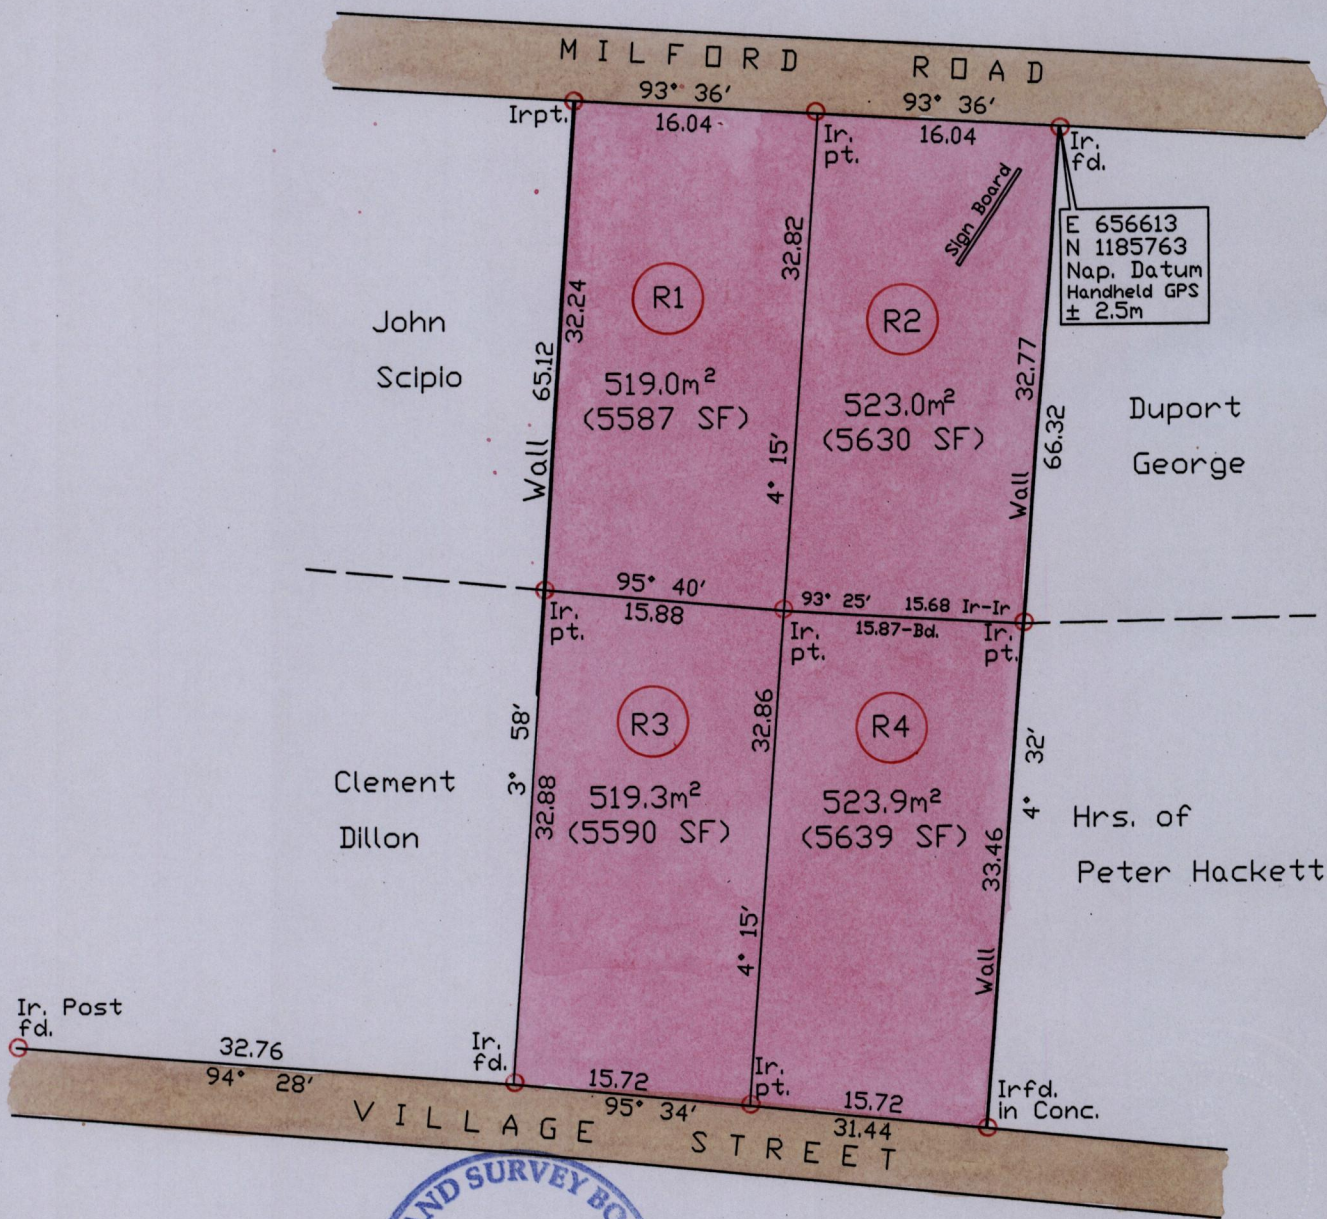 MILFORD ROAD
93° 36′
93° 36′
Irpt.
16.04
Ir.
pt.
16.04
Ir.
fd.
Sign Board
E 656613
N 1185763
Nap. Datum
Handheld GPS
± 2.5m
32.82
R1
R2
John
Scipio
32.24
65.12
Wall
519.0m²
(5587 SF)
523.0m²
(5630 SF)
32.77
66.32
Wall
Duport
George
4° 15′
95° 40′
15.88
93° 25′
15.68 Ir-Ir
15.87-Bd.
Ir.
pt.
Ir.
pt.
Ir.
pt.
3° 58′
32.88
R3
32.86
R4
4° 32′
Clement
Dillon
519.3m²
(5590 SF)
523.9m²
(5639 SF)
33.46
Hrs. of
Peter Hackett
4° 15′
Wall
Ir. Post
fd.
32.76
94° 28′
Ir.
fd.
15.72
95° 34′
Ir.
pt.
15.72
31.44
Irfd.
in Conc.
VILLAGE STREET
AND SURVEY BO